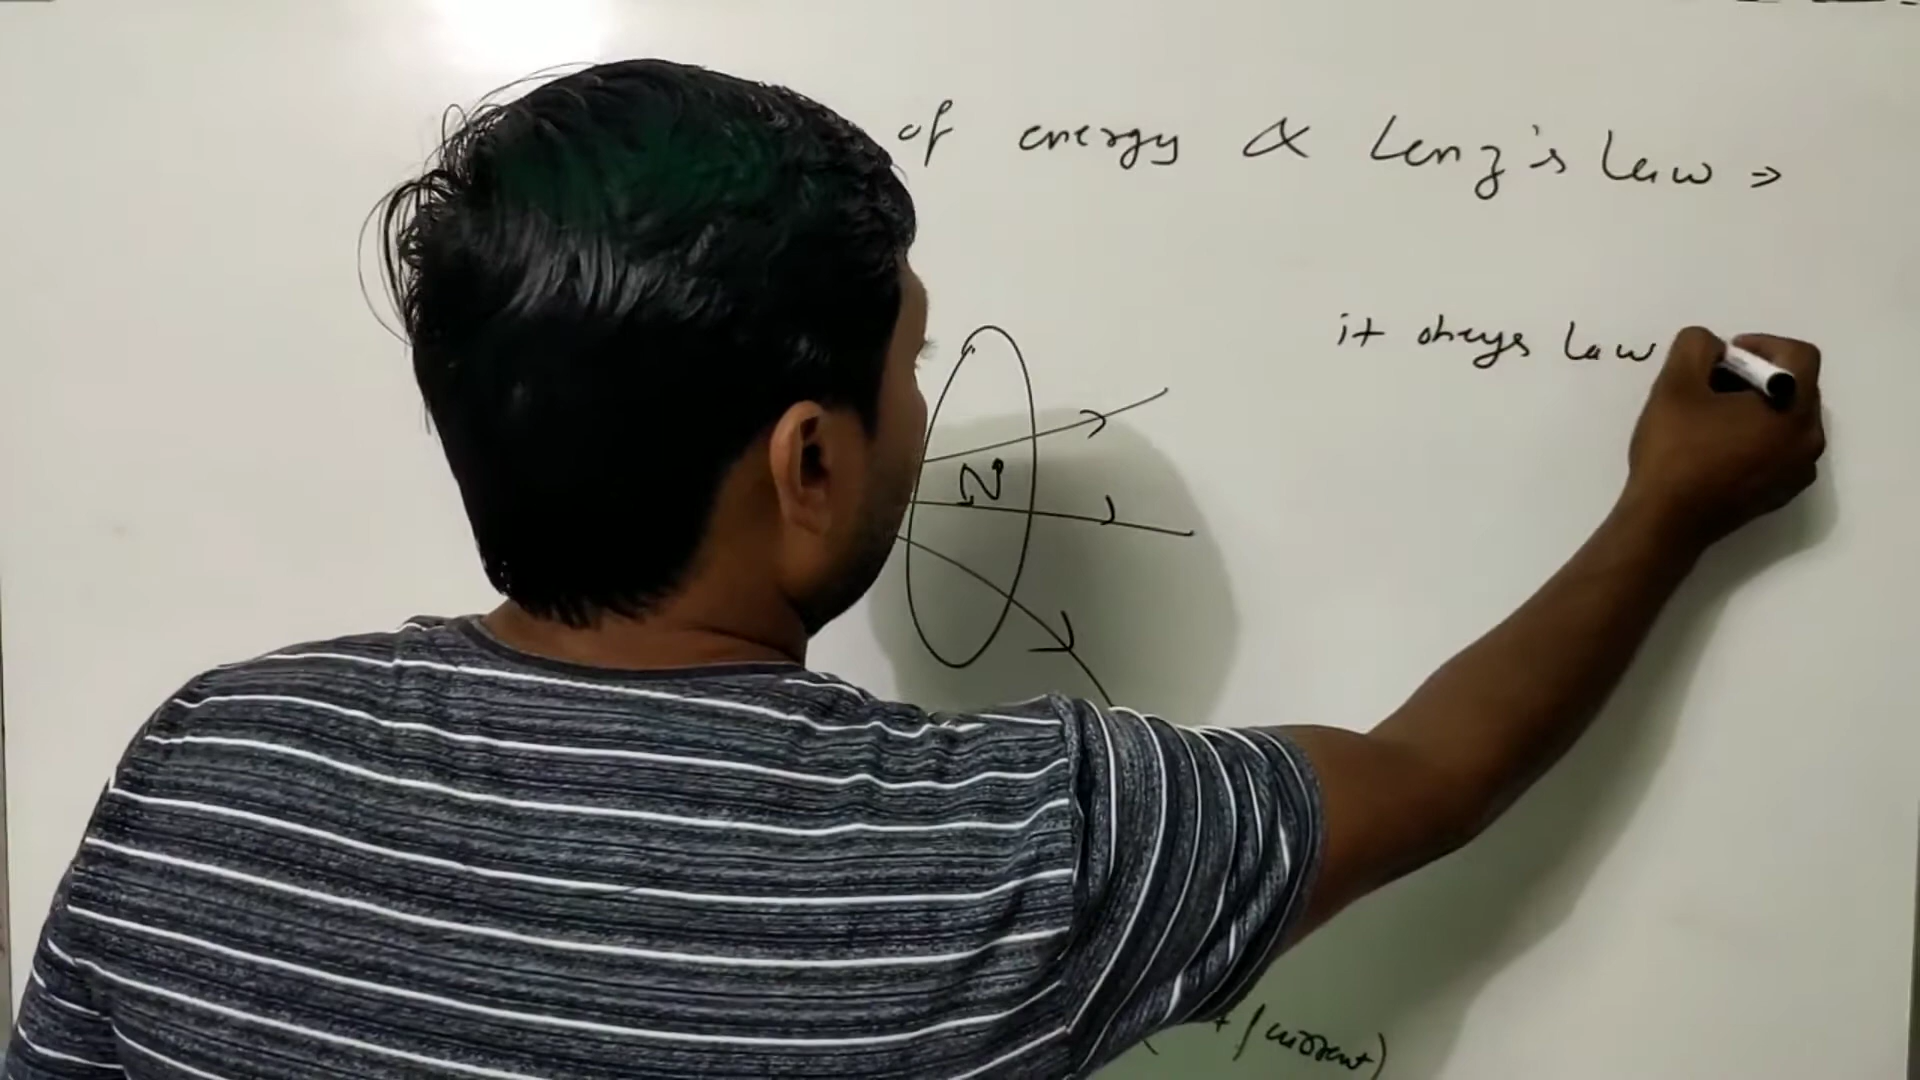 of energy & Lenz's Law ⇒
it obeys Law
N
/ current)